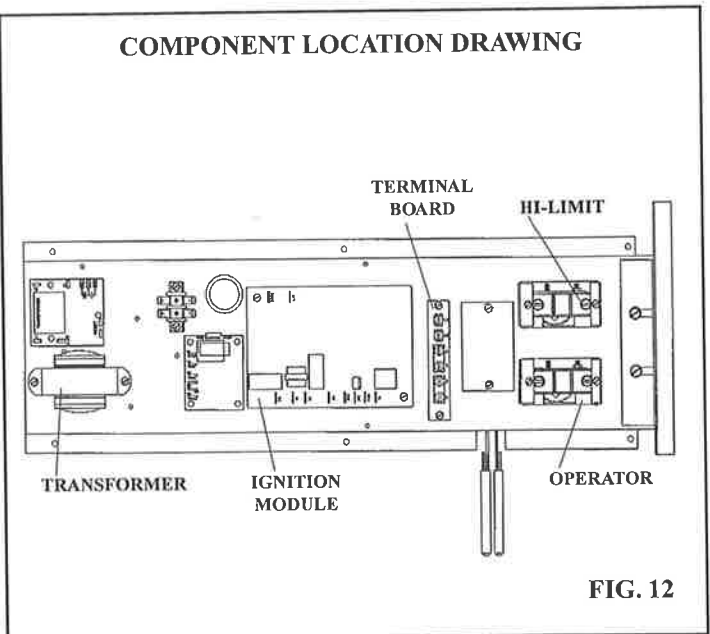 COMPONENT LOCATION DRAWING
TERMINAL
BOARD
HI-LIMIT
TRANSFORMER
IGNITION
MODULE
OPERATOR
FIG. 12